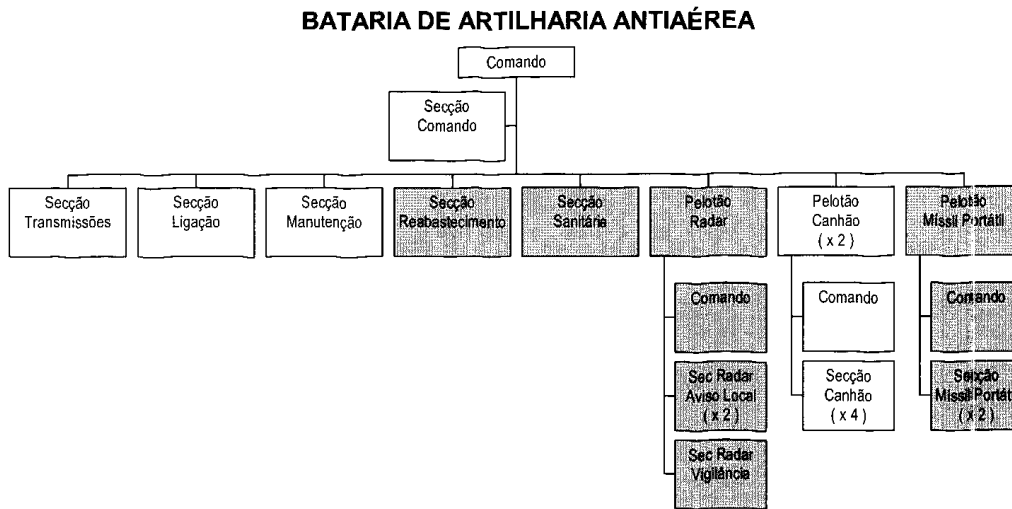 BATARIA DE ARTILHARIA ANTIAÉREA
Comando
Secção
Comando
Secção
Transmissões
Secção
Ligação
Secção
Manutenção
Secção
Reabastecimento
Secção
Sanitária
Pelotão
Radar
Pelotão
Canhão
( x 2 )
Pelotão
Missil Portátil
Comando
Sec Radar
Aviso Local
( x 2 )
Sec Radar
Vigilância
Comando
Secção
Canhão
( x 4 )
Comando
Secção
Missil Portátil
( x 2 )